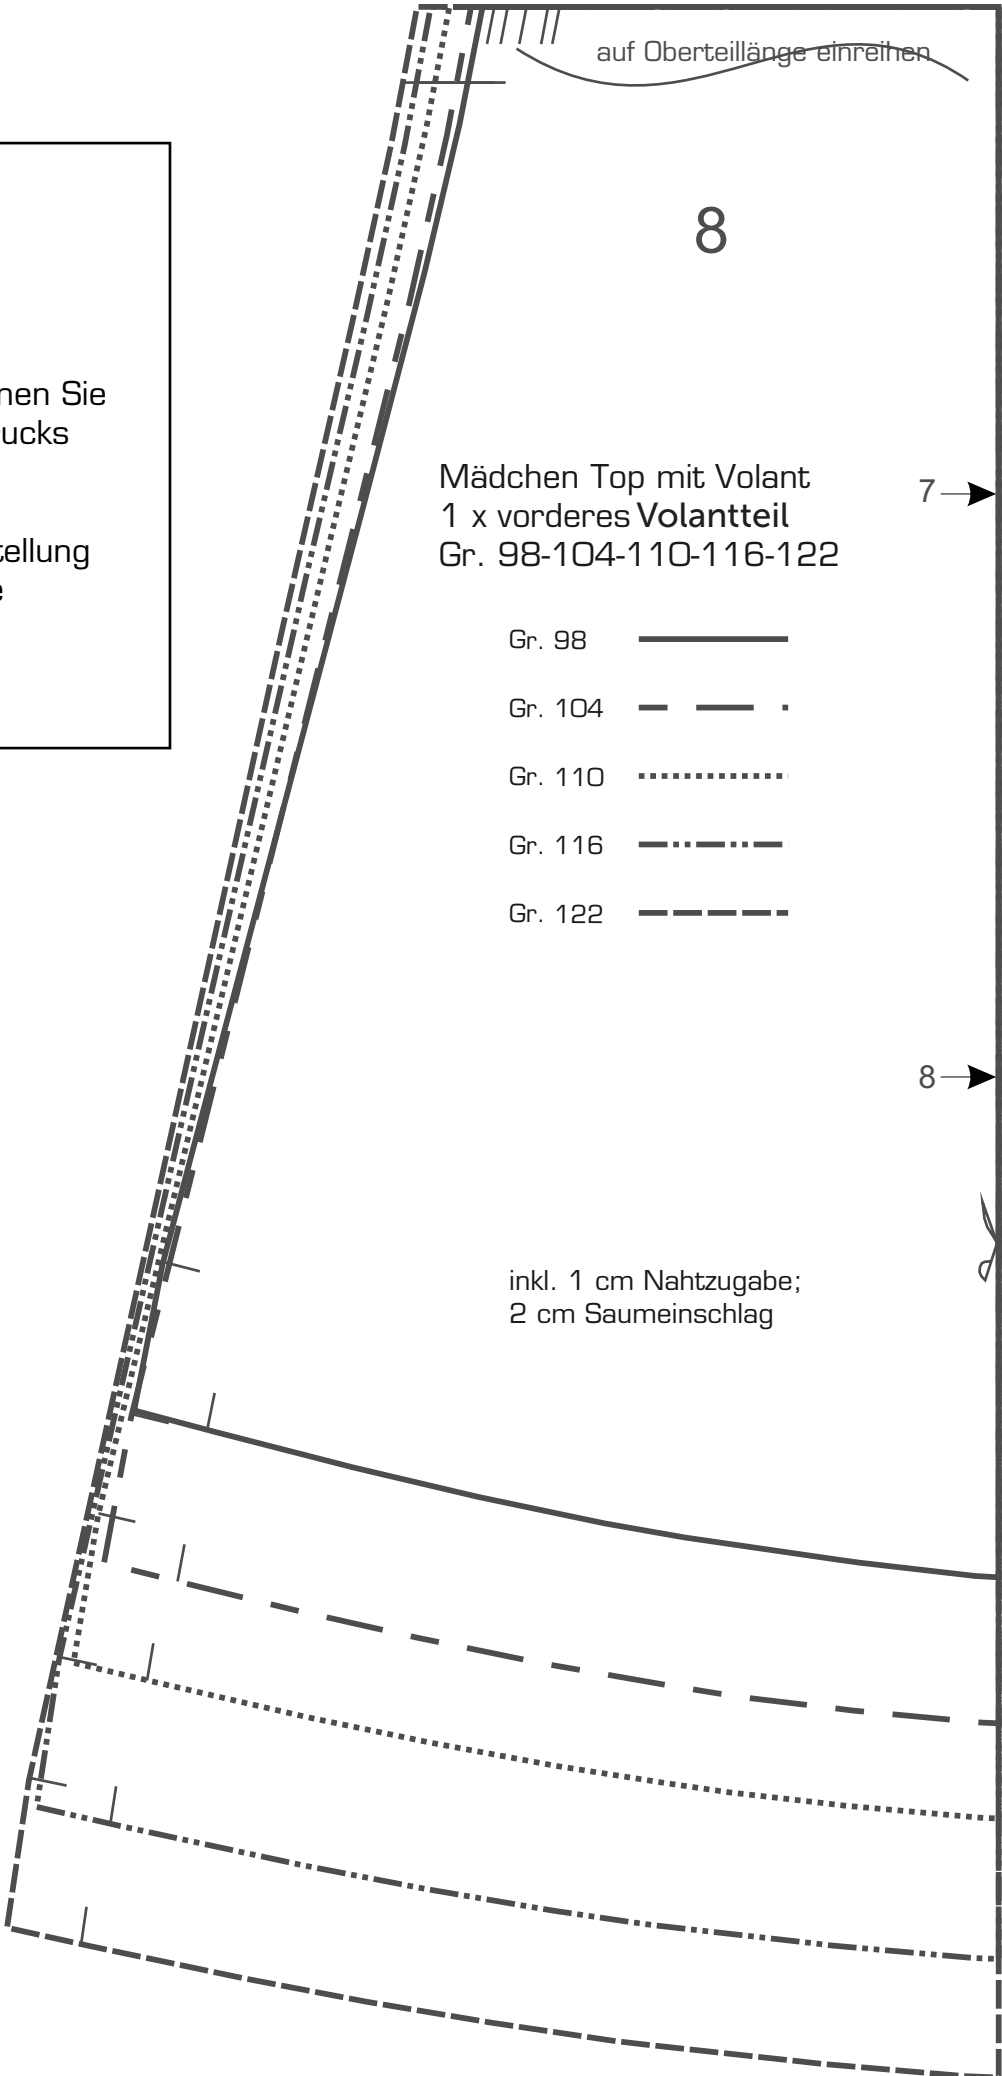 auf Oberteillänge einreihen
8
nen Sie
ucks
tellung
e
Mädchen Top mit Volant
1 x vorderes Volantteil
Gr. 98-104-110-116-122
7
Gr. 98
Gr. 104
Gr. 110
Gr. 116
Gr. 122
8
inkl. 1 cm Nahtzugabe;
2 cm Saumeinschlag